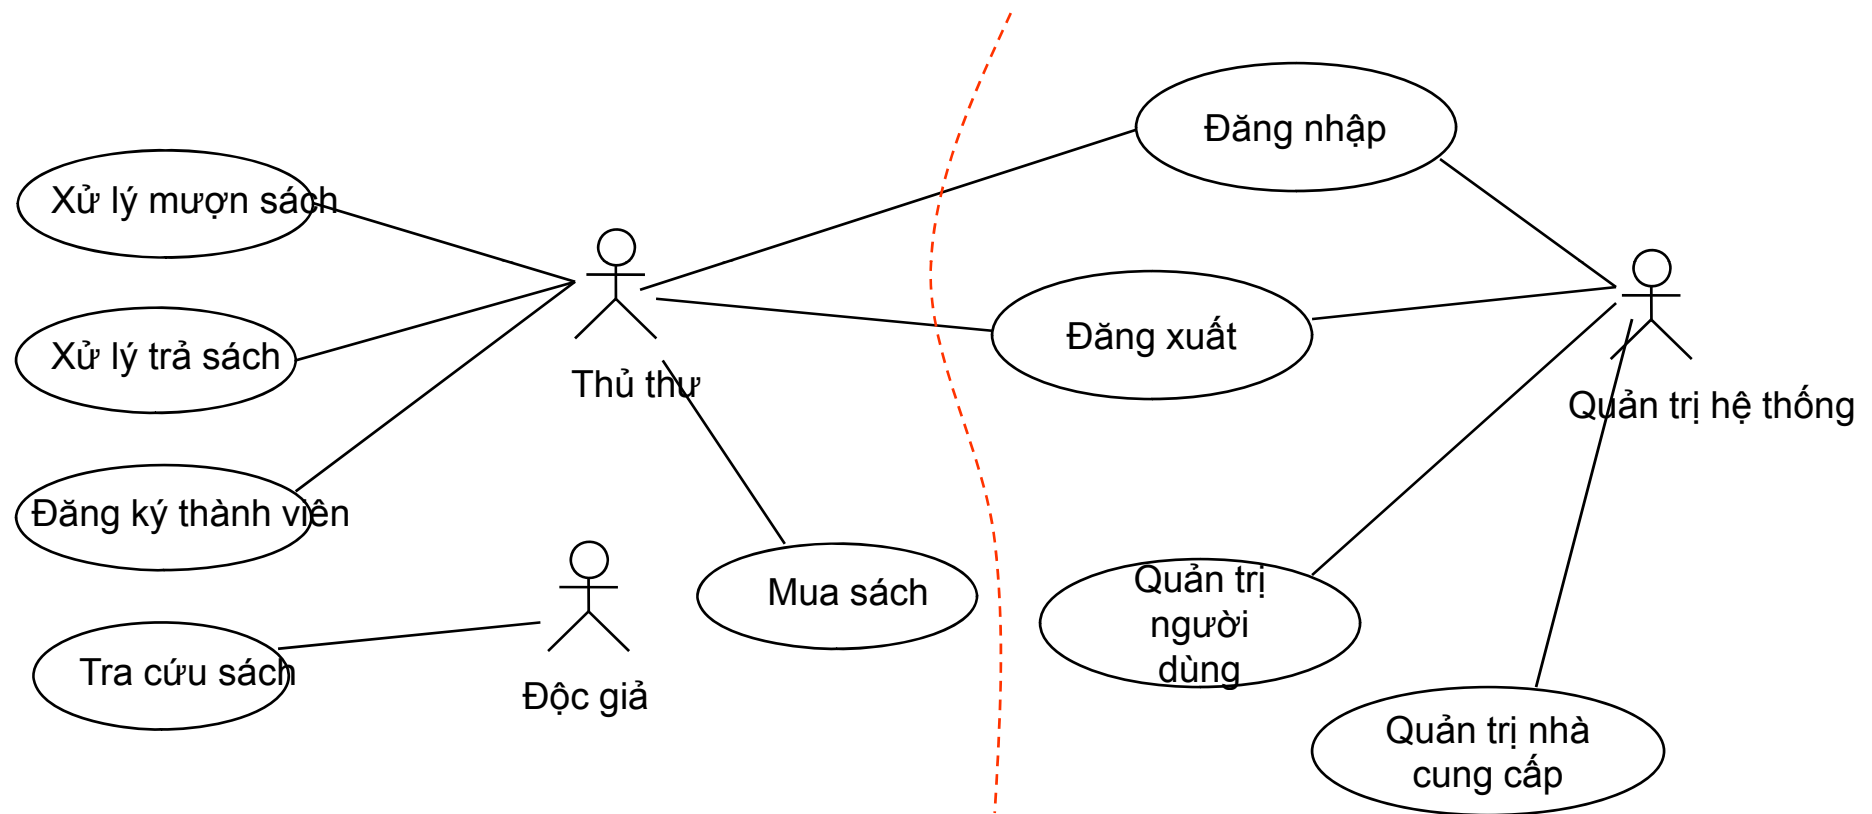 Đăng nhập
Xử lý mượn sách
Đăng xuất
Xử lý trả sách
Thủ thư
Quản trị hệ thống
Đăng ký thành viên
Mua sách
Quản trị
người
dùng
Tra cứu sách
Độc giả
Quản trị nhà
cung cấp